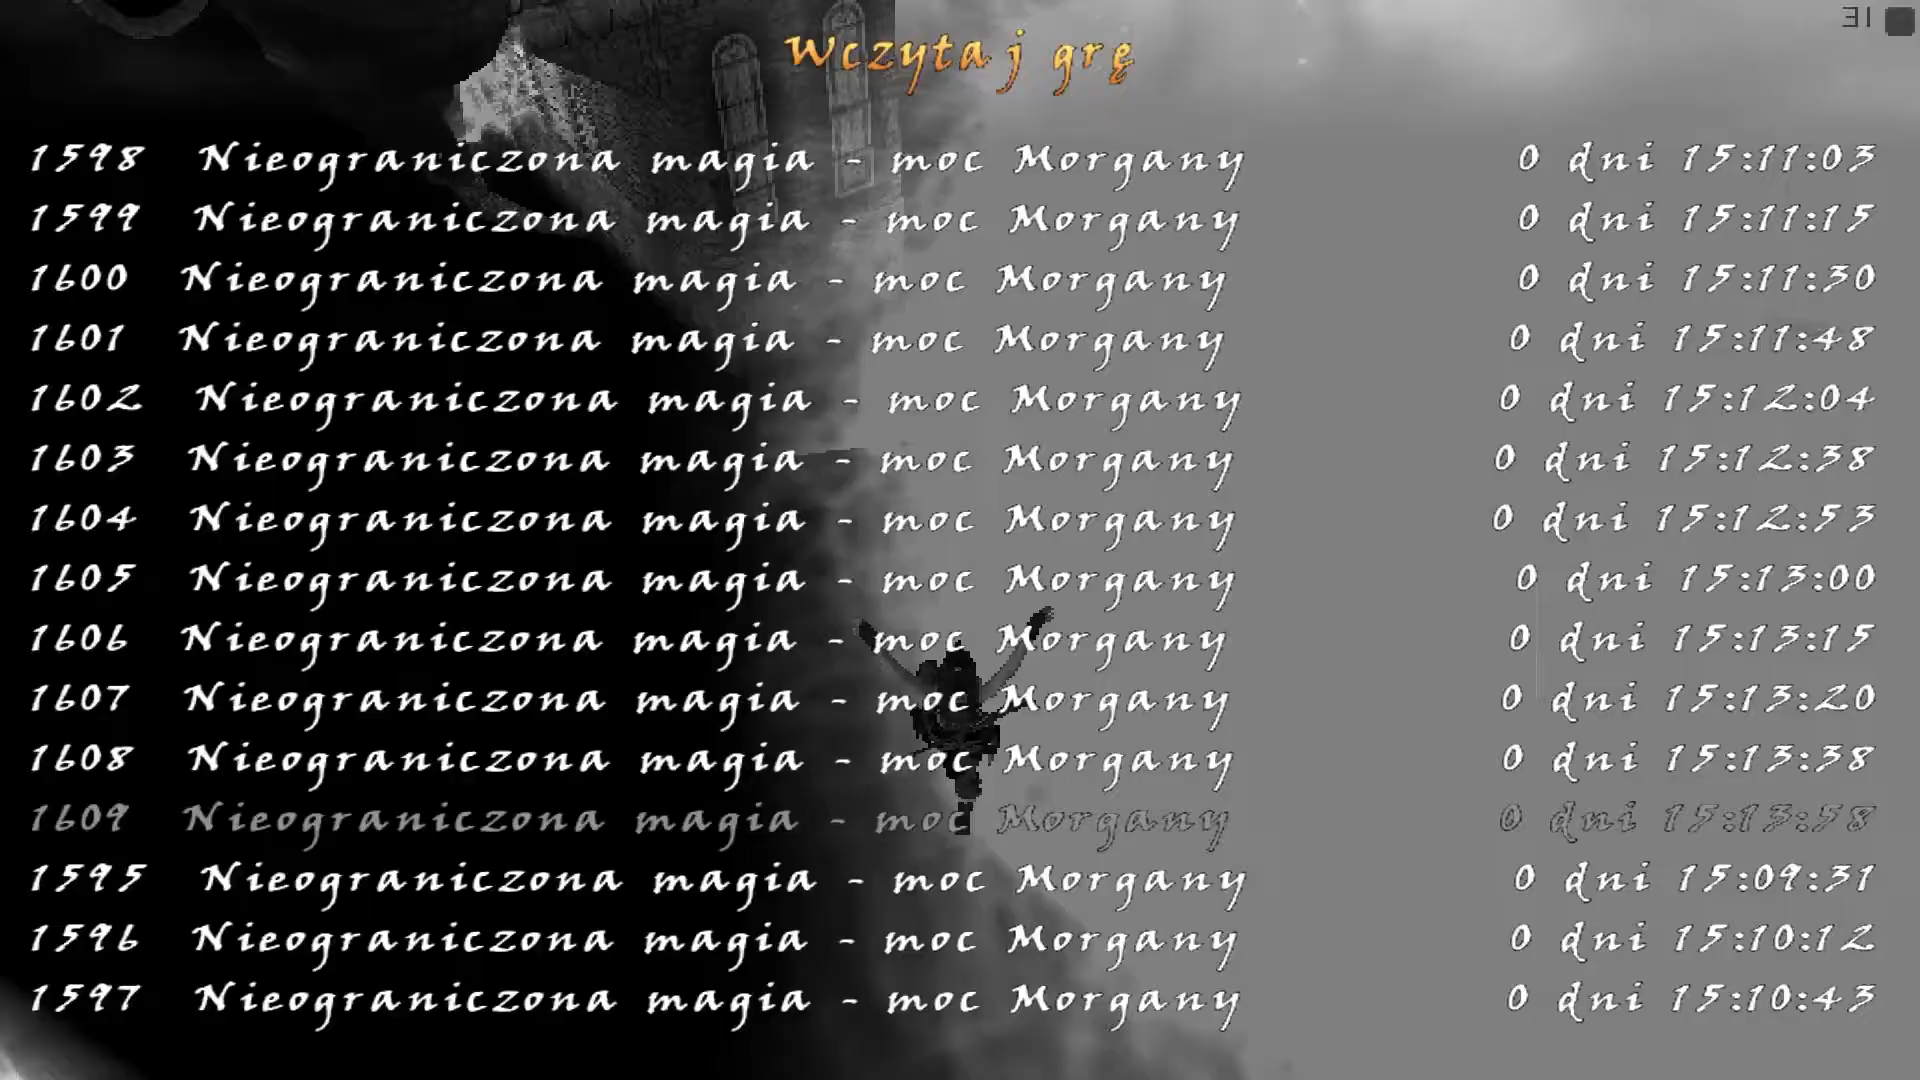 Wczytaj grę
31
1598 Nieograniczona magia - moc Morgany 0 dni 15:11:03
1599 Nieograniczona magia - moc Morgany 0 dni 15:11:15
1600 Nieograniczona magia - moc Morgany 0 dni 15:11:30
1601 Nieograniczona magia - moc Morgany 0 dni 15:11:48
1602 Nieograniczona magia - moc Morgany 0 dni 15:12:04
1603 Nieograniczona magia - moc Morgany 0 dni 15:12:38
1604 Nieograniczona magia - moc Morgany 0 dni 15:12:53
1605 Nieograniczona magia - moc Morgany 0 dni 15:13:00
1606 Nieograniczona magia - moc Morgany 0 dni 15:13:15
1607 Nieograniczona magia - moc Morgany 0 dni 15:13:20
1608 Nieograniczona magia - moc Morgany 0 dni 15:13:38
1609 Nieograniczona magia - moc Morgany 0 dni 15:13:58
1595 Nieograniczona magia - moc Morgany 0 dni 15:09:31
1596 Nieograniczona magia - moc Morgany 0 dni 15:10:12
1597 Nieograniczona magia - moc Morgany 0 dni 15:10:43